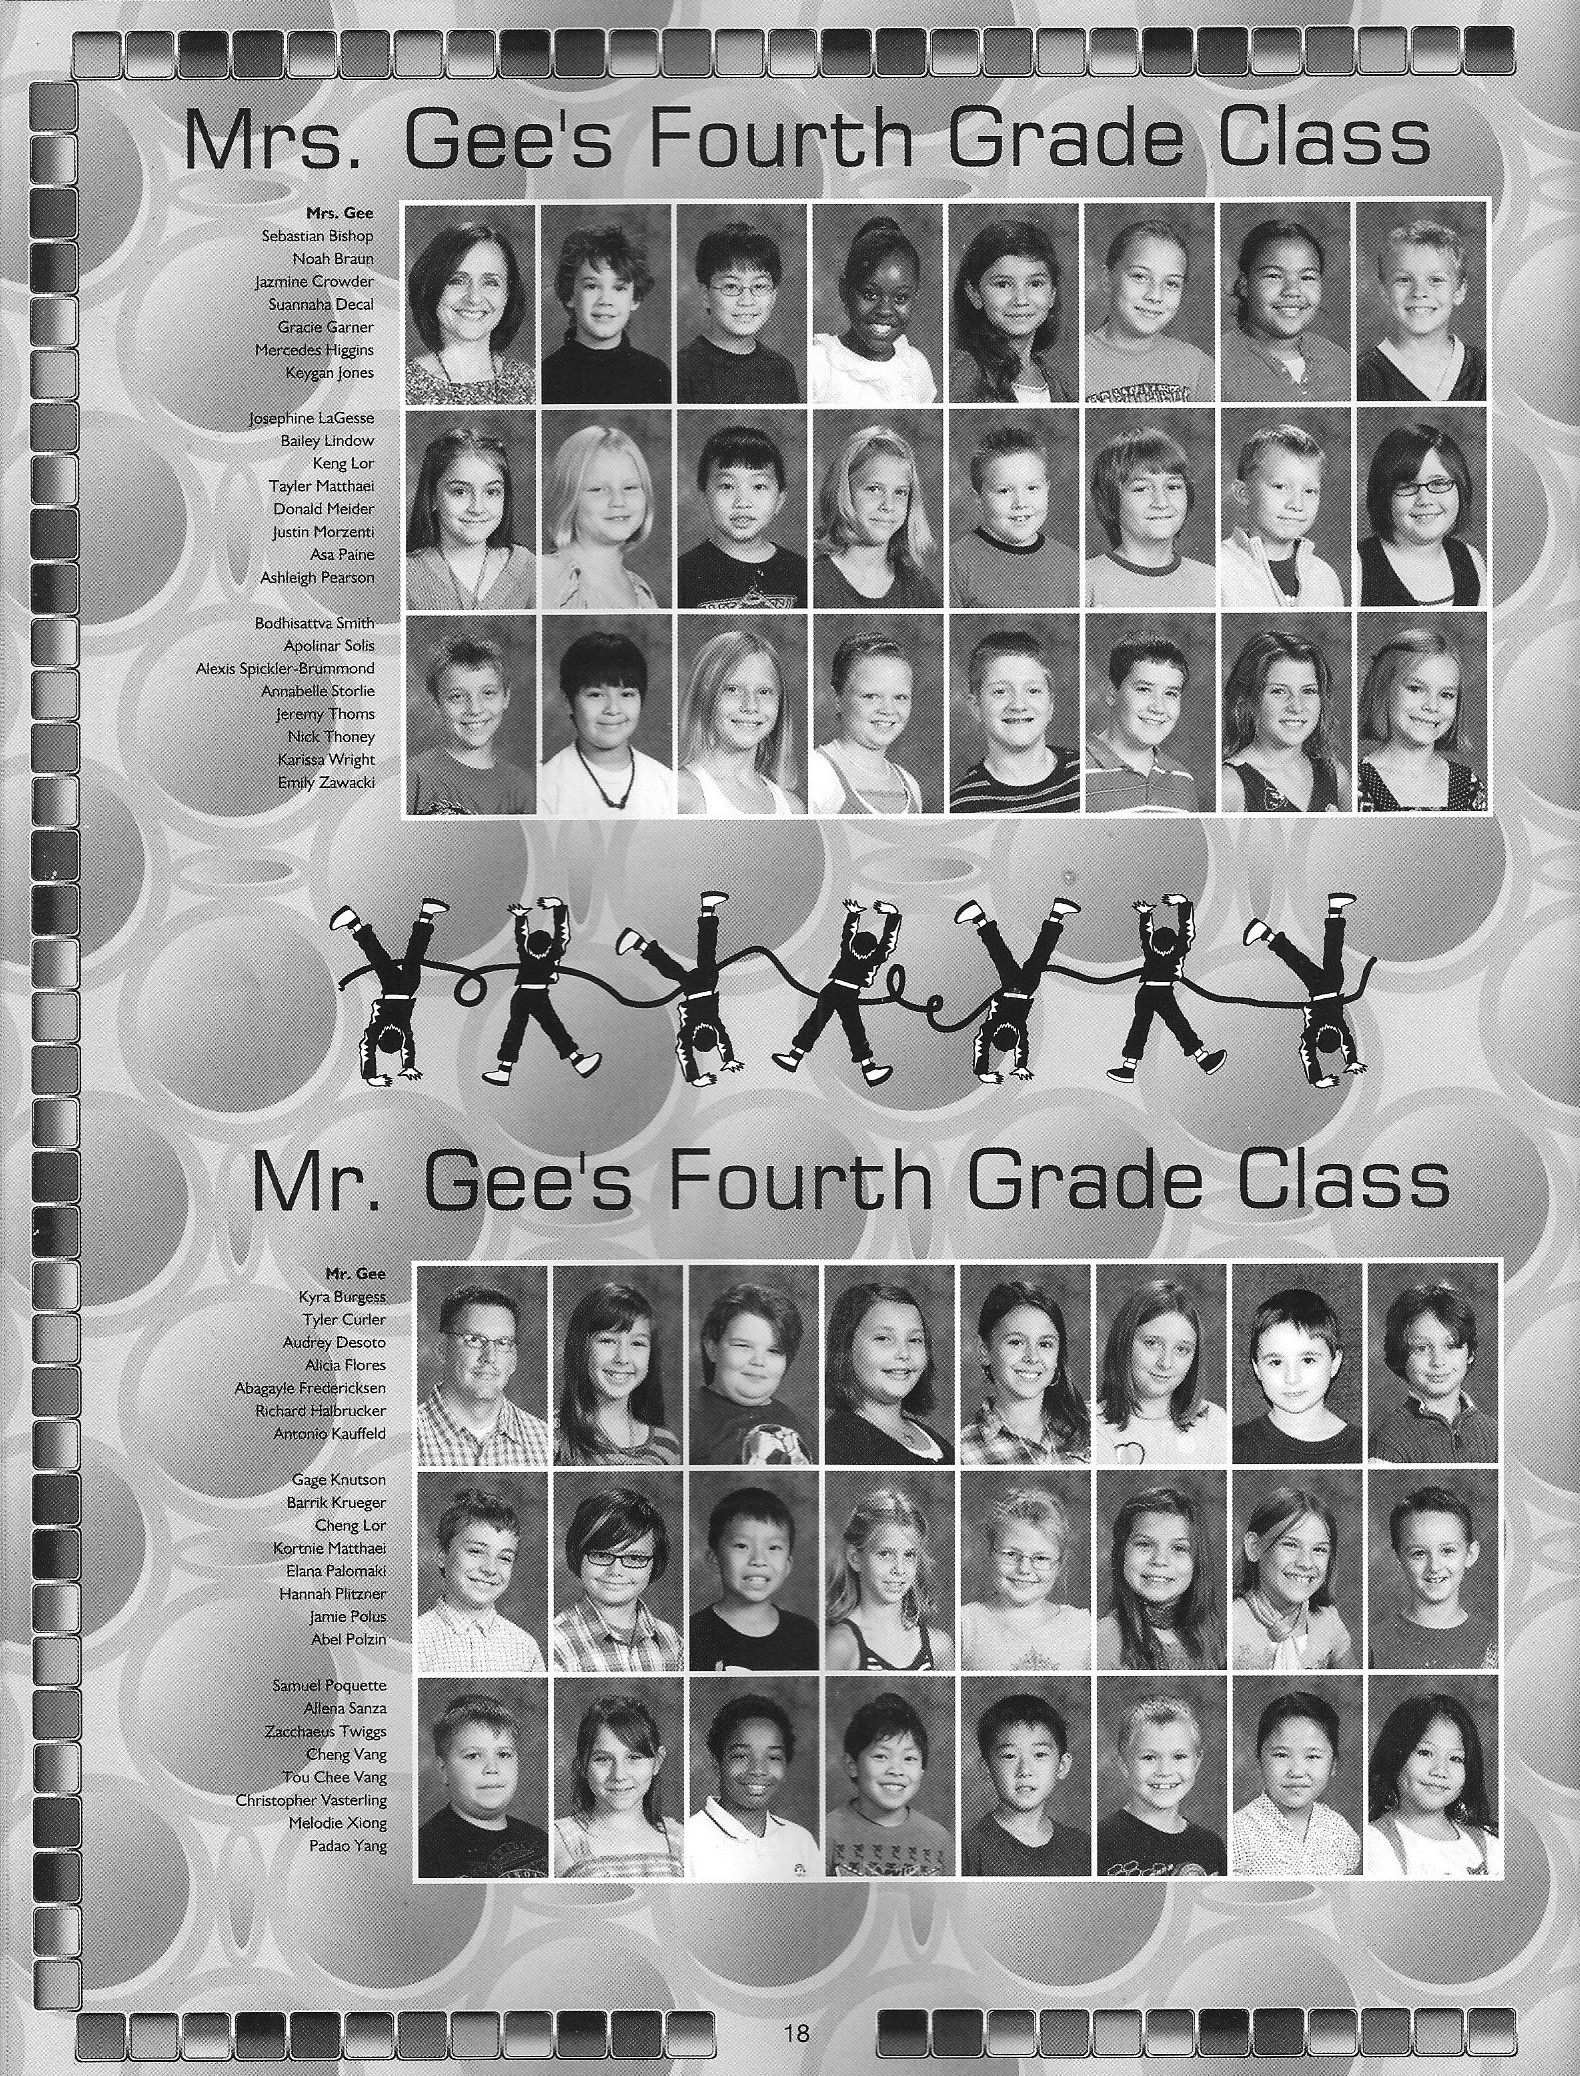 Mrs. Gee's Fourth Grade Class
Mrs. Gee
Sebastian Bishop
Noah Braun
Jazmine Crowder
Suannaha Decal
Gracie Garner
Mercedes Higgins
Keygan Jones
Josephine LaGesse
Bailey Lindow
Keng Lor
Tayler Matthaei
Donald Meider
Justin Morzenti
Asa Paine
Ashleigh Pearson
Bodhisattva Smith
Apolinar Solis
Alexis Spickler-Brummond
Annabelle Storlie
Jeremy Thoms
Nick Thoney
Karissa Wright
Emily Zawacki
Mr. Gee's Fourth Grade Class
Mr. Gee
Kyra Burgess
Tyler Curler
Audrey Desoto
Alicia Flores
Abagayle Fredericksen
Richard Halbrucker
Antonio Kauffeld
Gage Knutson
Barrik Krueger
Cheng Lor
Kortnie Matthaei
Elana Palomaki
Hannah Plitzner
Jamie Polus
Abel Polzin
Samuel Poquette
Allena Sanza
Zacchaeus Twiggs
Cheng Vang
Tou Chee Vang
Christopher Vasterling
Melodie Xiong
Padao Yang
18